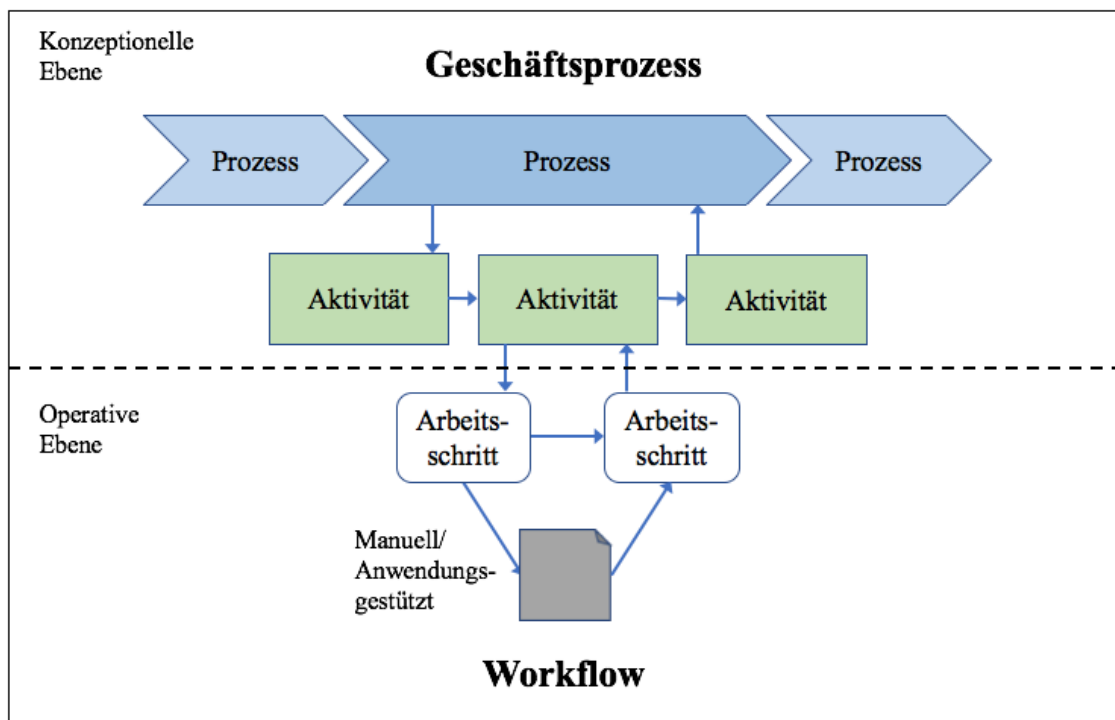 Konzeptionelle
Ebene
Geschäftsprozess
Prozess
Prozess
Prozess
Aktivität
Aktivität
Aktivität
Operative
Ebene
Arbeits-
schritt
Arbeits-
schritt
Manuell/
Anwendungs-
gestützt
Workflow